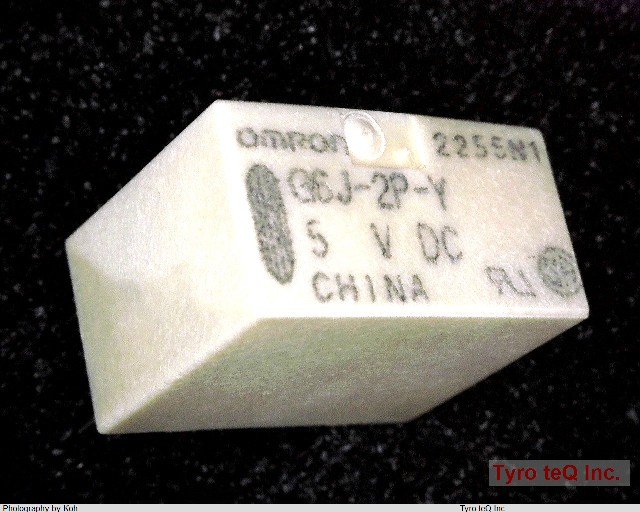 omron 2255N1
G6J-2P-Y
5 V DC
CHINA
Tyro teQ Inc.
Photography by Koh Tyro teQ Inc